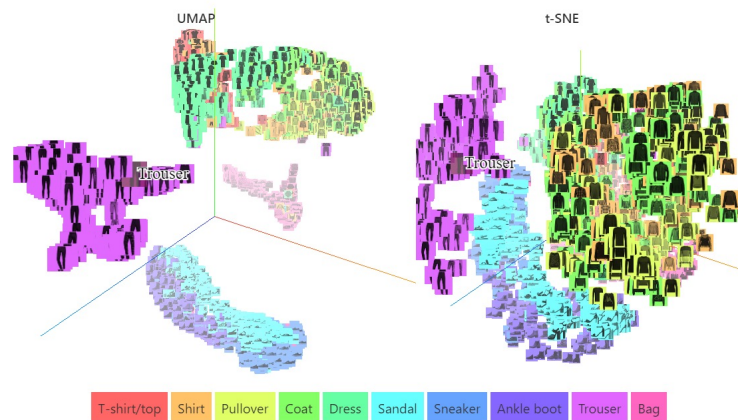 UMAP
t-SNE
Trouser
Trouser
T-shirt/top Shirt Pullover Coat Dress Sandal Sneaker Ankle boot Trouser Bag